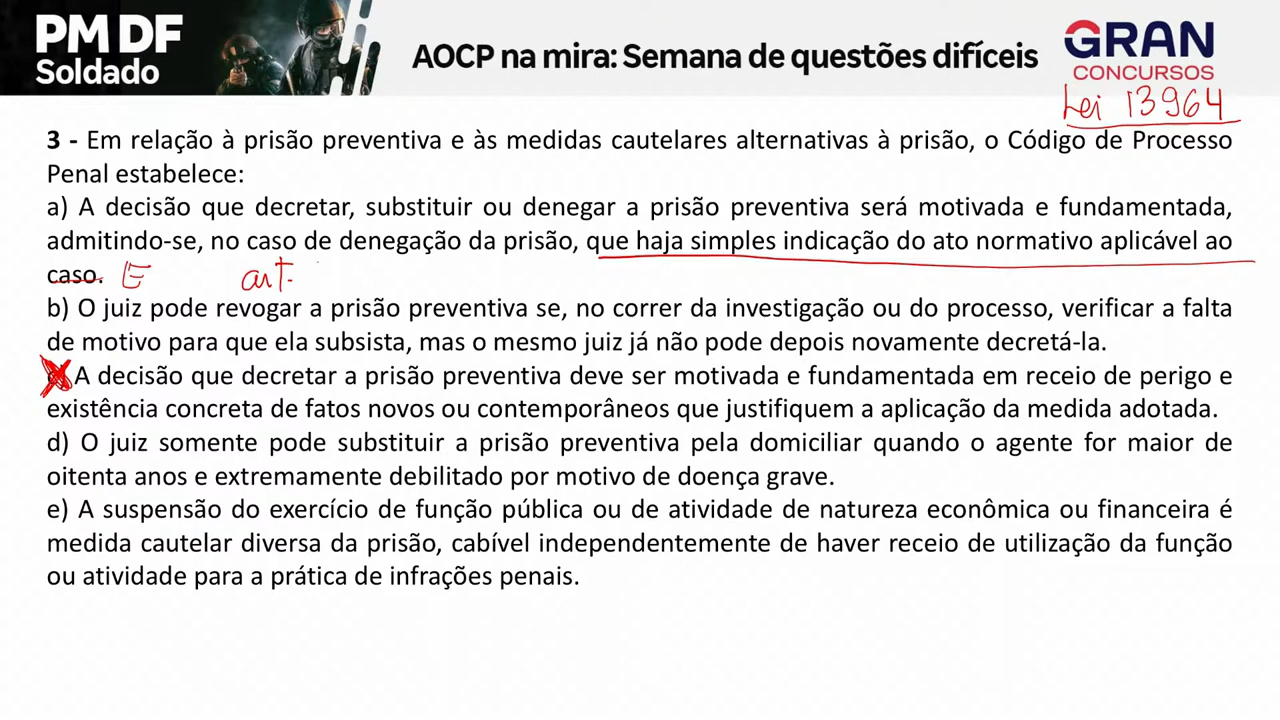 PM DF
Soldado
AOCP na mira: Semana de questões difíceis
GRAN
CONCURSOS
Lei 13964
3 - Em relação à prisão preventiva e às medidas cautelares alternativas à prisão, o Código de Processo
Penal estabelece:
a) A decisão que decretar, substituir ou denegar a prisão preventiva será motivada e fundamentada,
admitindo-se, no caso de denegação da prisão, que haja simples indicação do ato normativo aplicável ao
caso. E art.
b) O juiz pode revogar a prisão preventiva se, no correr da investigação ou do processo, verificar a falta
de motivo para que ela subsista, mas o mesmo juiz já não pode depois novamente decretá-la.
A decisão que decretar a prisão preventiva deve ser motivada e fundamentada em receio de perigo e
existência concreta de fatos novos ou contemporâneos que justifiquem a aplicação da medida adotada.
d) O juiz somente pode substituir a prisão preventiva pela domiciliar quando o agente for maior de
oitenta anos e extremamente debilitado por motivo de doença grave.
e) A suspensão do exercício de função pública ou de atividade de natureza econômica ou financeira é
medida cautelar diversa da prisão, cabível independentemente de haver receio de utilização da função
ou atividade para a prática de infrações penais.